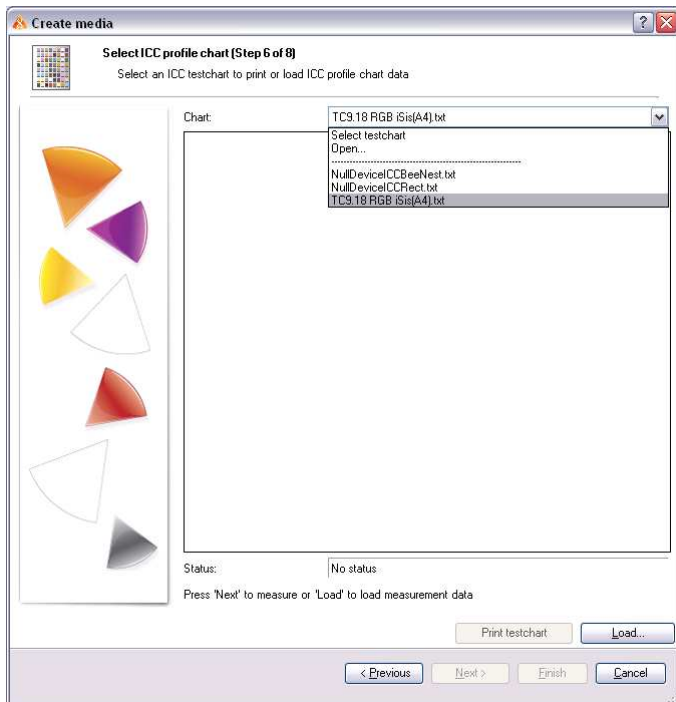 Create media
Select ICC profile chart (Step 6 of 8)
Select an ICC testchart to print or load ICC profile chart data
Chart:
TC9.18 RGB iSis(A4).txt
Select testchart
Open...
--------------------------------------------------------
NullDeviceICCBeeNest.txt
NullDeviceICCRect.txt
TC9.18 RGB iSis(A4).txt
Status:
No status
Press 'Next' to measure or 'Load' to load measurement data
Print testchart
Load...
< Previous
Next >
Finish
Cancel